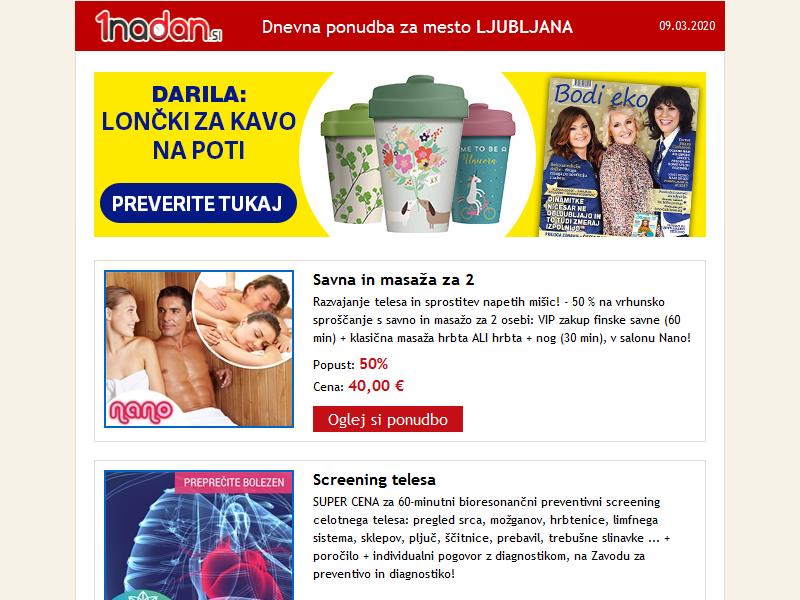 1nadan.si
Dnevna ponudba za mesto LJUBLJANA
09.03.2020
DARILA:
LONČKI ZA KAVO
NA POTI
PREVERITE TUKAJ
ME TO BE A
Unicorn
Bodi eko
DINAMITKE
NIČESAR NE
OBLJUBLJAJO IN
TO TUDI ZMERAJ
IZPOLNIJO
Savna in masaža za 2
Razvajanje telesa in sprostitev napetih mišic! - 50 % na vrhunsko
sproščanje s savno in masažo za 2 osebi: VIP zakup finske savne (60
min) + klasična masaža hrbta ALI hrbta + nog (30 min), v salonu Nano!
Popust: 50%
Cena: 40,00 €
Oglej si ponudbo
nano
PREPREČITE BOLEZEN
Screening telesa
SUPER CENA za 60-minutni bioresonančni preventivni screening
celotnega telesa: pregled srca, možganov, hrbtenice, limfnega
sistema, sklepov, pljuč, ščitnice, prebavil, trebušne slinavke ... +
poročilo + individualni pogovor z diagnostikom, na Zavodu za
preventivo in diagnostiko!